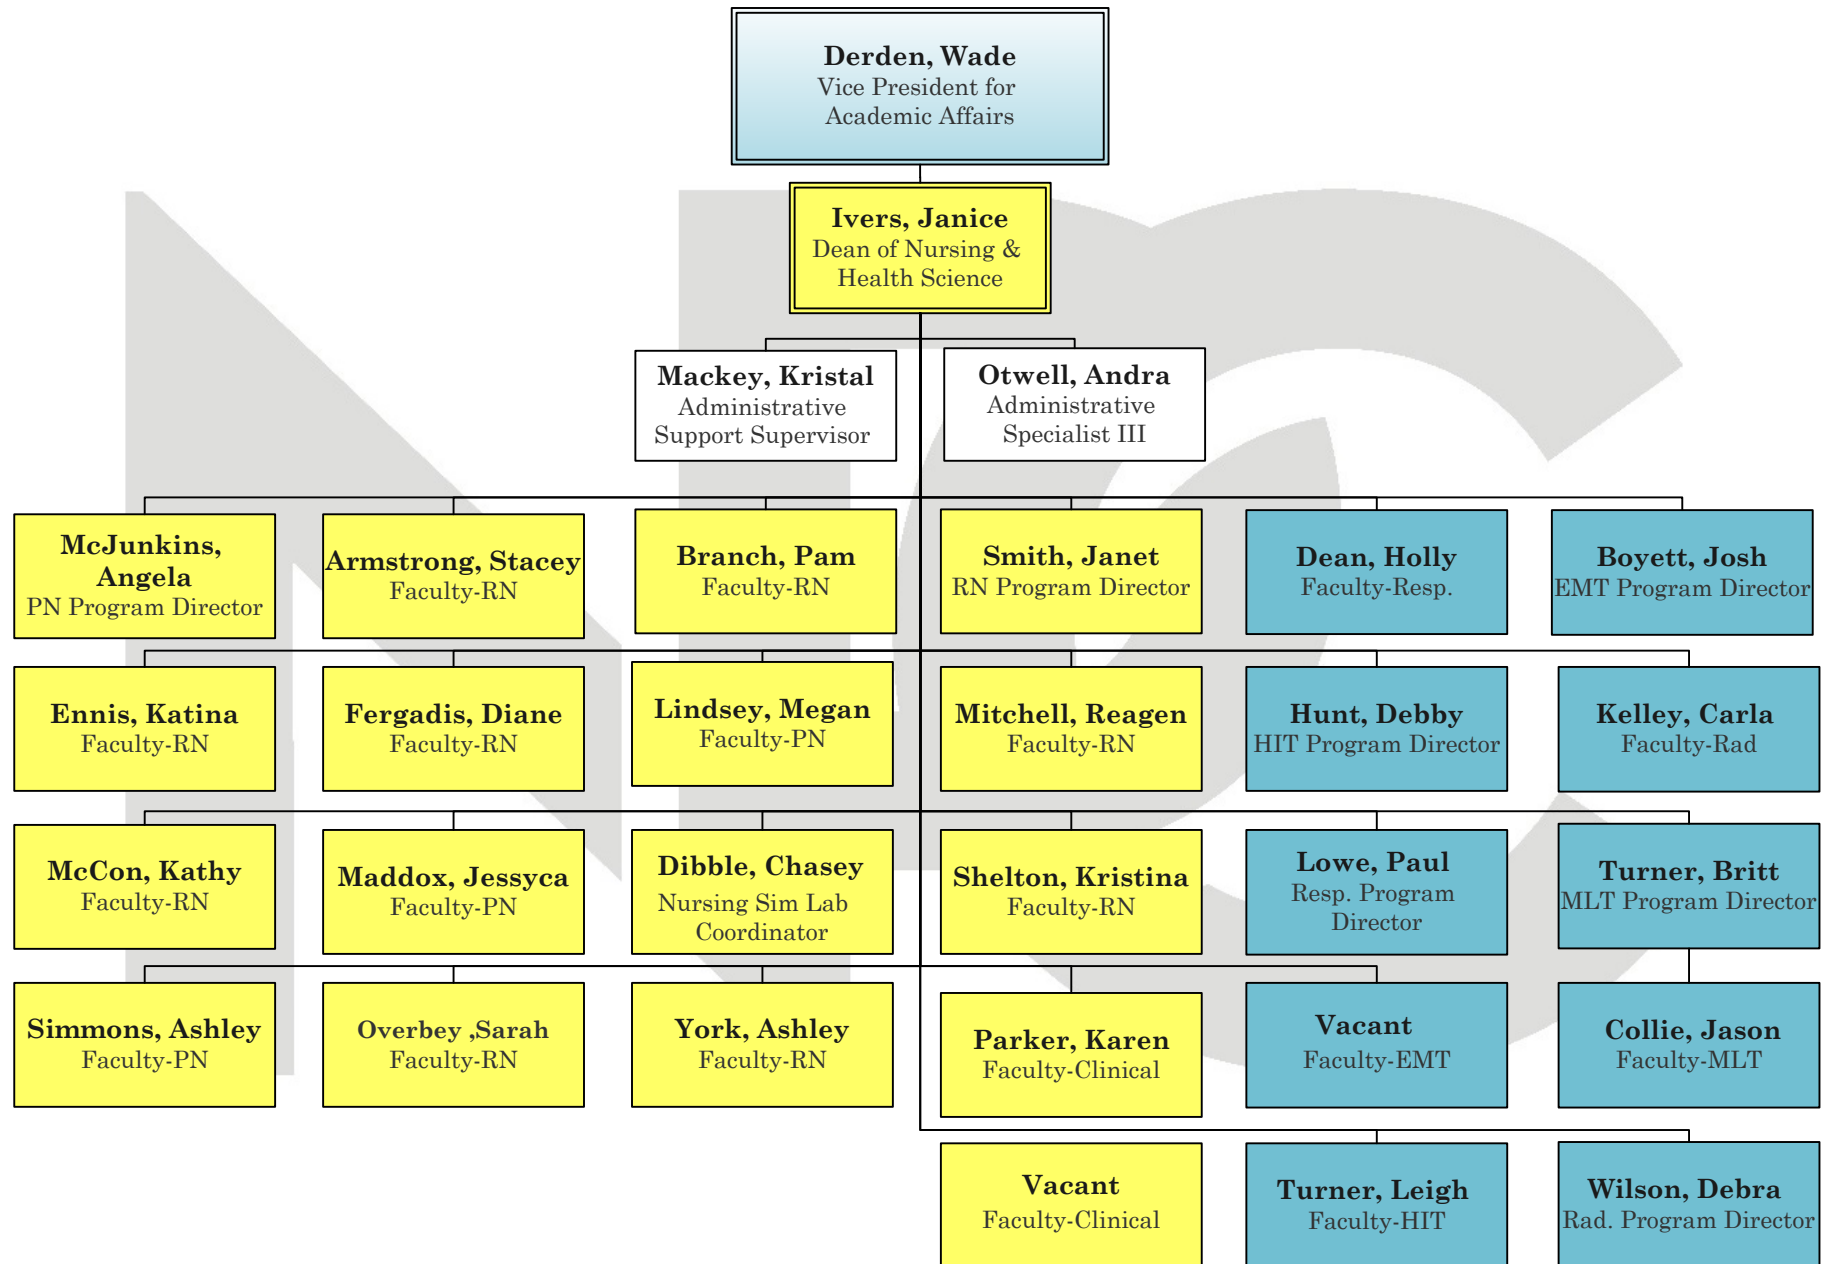 Derden, Wade
Vice President for
Academic Affairs
Ivers, Janice
Dean of Nursing &
Health Science
Mackey, Kristal
Administrative
Support Supervisor
Otwell, Andra
Administrative
Specialist III
McJunkins,
Angela
PN Program Director
Armstrong, Stacey
Faculty-RN
Branch, Pam
Faculty-RN
Smith, Janet
RN Program Director
Dean, Holly
Faculty-Resp.
Boyett, Josh
EMT Program Director
Ennis, Katina
Faculty-RN
Fergadis, Diane
Faculty-RN
Lindsey, Megan
Faculty-PN
Mitchell, Reagen
Faculty-RN
Hunt, Debby
HIT Program Director
Kelley, Carla
Faculty-Rad
McCon, Kathy
Faculty-RN
Maddox, Jessyca
Faculty-PN
Dibble, Chasey
Nursing Sim Lab
Coordinator
Shelton, Kristina
Faculty-RN
Lowe, Paul
Resp. Program
Director
Turner, Britt
MLT Program Director
Simmons, Ashley
Faculty-PN
Overbey ,Sarah
Faculty-RN
York, Ashley
Faculty-RN
Parker, Karen
Faculty-Clinical
Vacant
Faculty-EMT
Collie, Jason
Faculty-MLT
Vacant
Faculty-Clinical
Turner, Leigh
Faculty-HIT
Wilson, Debra
Rad. Program Director